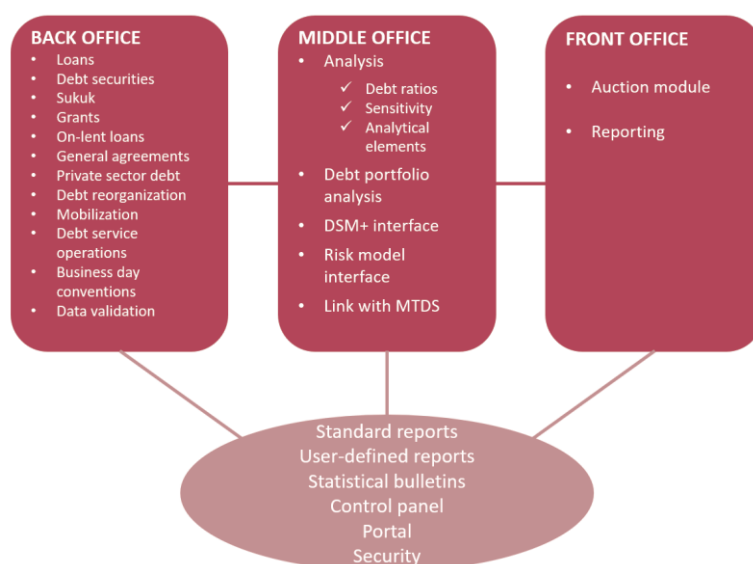 BACK OFFICE
• Loans
• Debt securities
• Sukuk
• Grants
• On-lent loans
• General agreements
• Private sector debt
• Debt reorganization
• Mobilization
• Debt service
operations
• Business day
conventions
• Data validation
MIDDLE OFFICE
• Analysis
✓ Debt ratios
✓ Sensitivity
✓ Analytical
elements
• Debt portfolio
analysis
• DSM+ interface
• Risk model
interface
• Link with MTDS
FRONT OFFICE
• Auction module
• Reporting
Standard reports
User-defined reports
Statistical bulletins
Control panel
Portal
Security